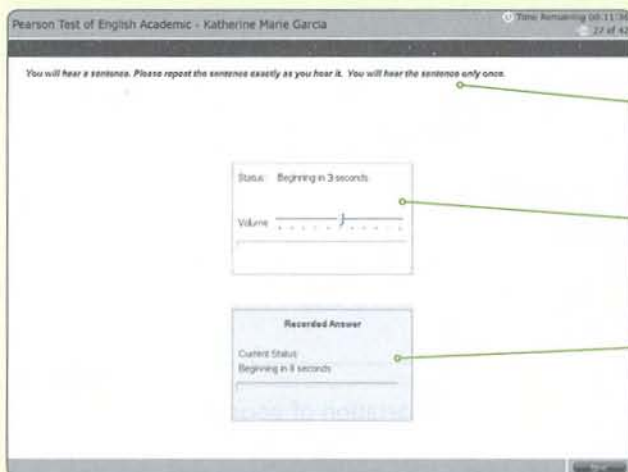 Pearson Test of English Academic - Katherine Marie Garcia
Time Remaining 00:11:36
27 of 42
You will hear a sentence. Please repeat the sentence exactly as you hear it. You will hear the sentence only once.
Status: Beginning in 3 seconds
Volume
Recorded Answer
Current Status:
Beginning in 8 seconds